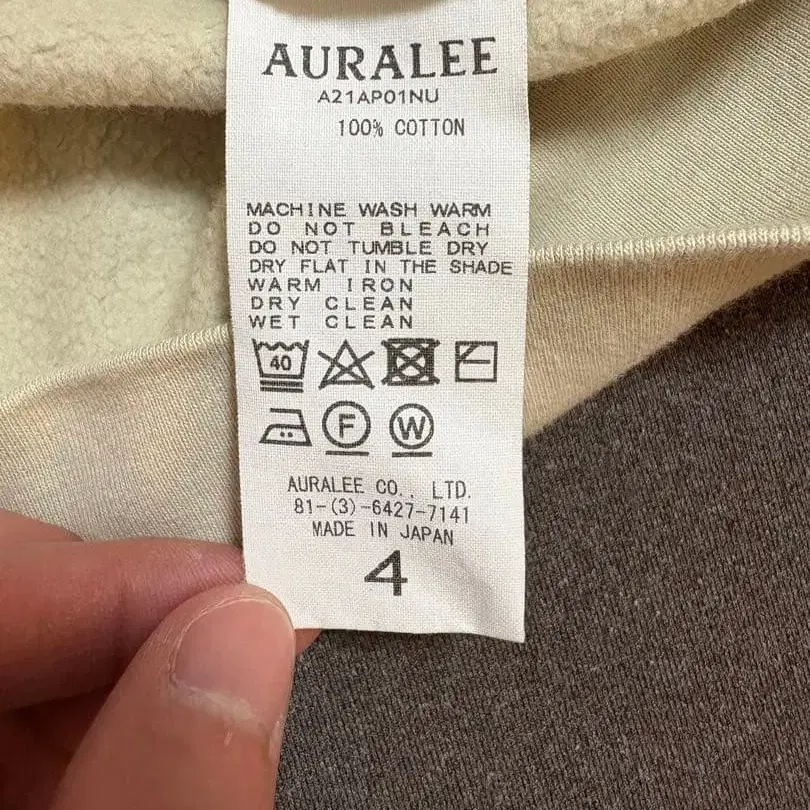 AURALEE
A21AP01NU
100% COTTON
MACHINE WASH WARM
DO NOT BLEACH
DO NOT TUMBLE DRY
DRY FLAT IN THE SHADE
WARM IRON
DRY CLEAN
WET CLEAN
40
F W
AURALEE CO., LTD.
81-(3)-6427-7141
MADE IN JAPAN
4